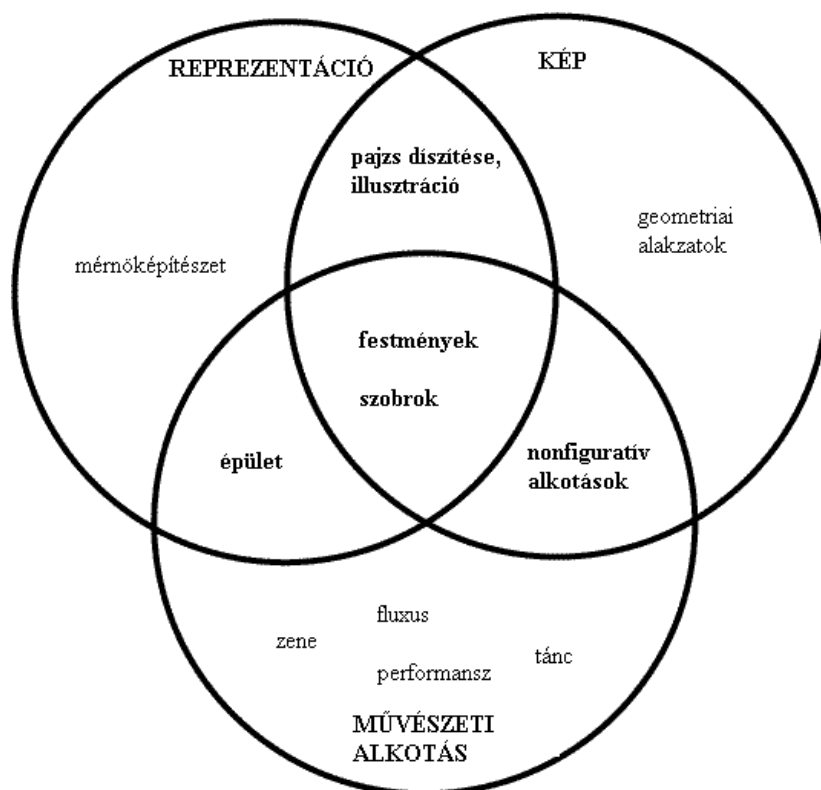 REPREZENTÁCIÓ
KÉP
pajzs díszítése,
illusztráció
geometriai
alakzatok
mérnöképítészet
festmények
szobrok
épület
nonfiguratív
alkotások
fluxus
zene
tánc
performansz
MŰVÉSZETI
ALKOTÁS